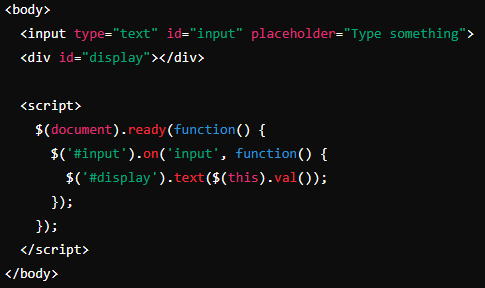 <body>
  <input type="text" id="input" placeholder="Type something">
  <div id="display"></div>

  <script>
    $(document).ready(function() {
      $('#input').on('input', function() {
        $('#display').text($(this).val());
      });
    });
  </script>
</body>